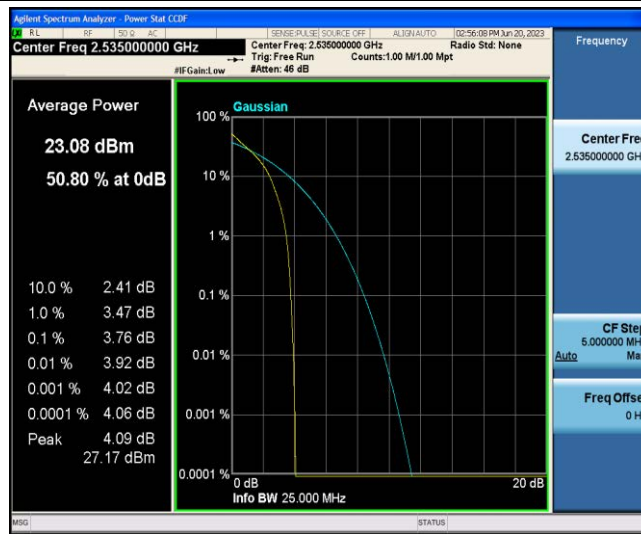 Agilent Spectrum Analyzer - Power Stat CCDF
RL RF 50 Ω AC SENSE:PULSE SOURCE OFF ALIGN AUTO 02:56:08 PM Jun 20, 2023
Center Freq 2.535000000 GHz
Center Freq: 2.535000000 GHz Radio Std: None
Trig: Free Run Counts:1.00 M/1.00 Mpt
#IFGain:Low #Atten: 46 dB
Frequency
Average Power
23.08 dBm
50.80 % at 0dB
10.0 % 2.41 dB
1.0 % 3.47 dB
0.1 % 3.76 dB
0.01 % 3.92 dB
0.001 % 4.02 dB
0.0001 % 4.06 dB
Peak 4.09 dB
27.17 dBm
Gaussian
100 %
10 %
1 %
0.1 %
0.01 %
0.001 %
0.0001 %
0 dB 20 dB
Info BW 25.000 MHz
Center Fre
2.535000000 GH
CF Ste
5.000000 MH
Auto Ma
Freq Offse
0 H
MSG STATUS